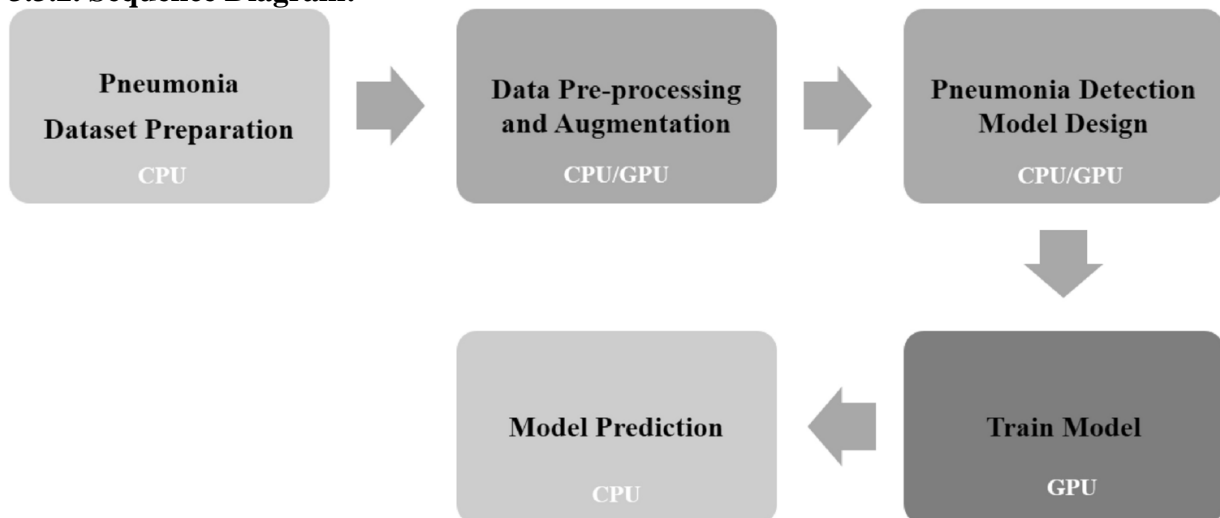 Sequence Diagram:
Pneumonia
Dataset Preparation
CPU
Data Pre-processing
and Augmentation
CPU/GPU
Pneumonia Detection
Model Design
CPU/GPU
Train Model
GPU
Model Prediction
CPU